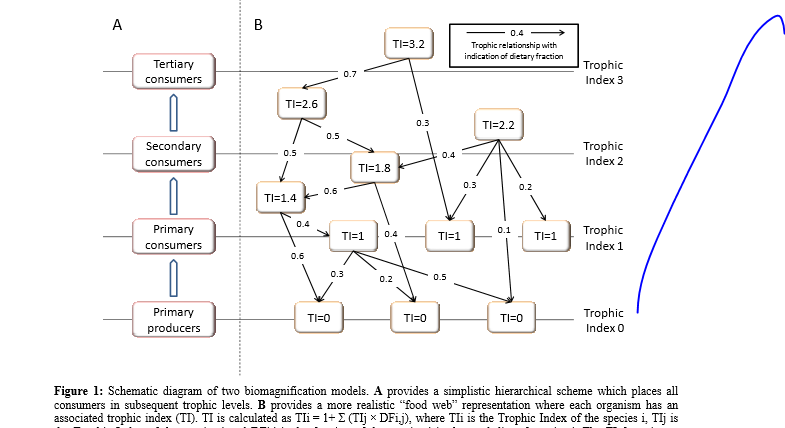 A
B
0.4
Trophic relationship with
indication of dietary fraction
TI=3.2
Tertiary
consumers
Trophic
Index 3
0.7
TI=2.6
0.3
TI=2.2
0.5
Secondary
consumers
Trophic
Index 2
0.5
0.4
TI=1.8
0.3
0.2
0.6
TI=1.4
0.4
Primary
consumers
TI=1
0.4
TI=1
0.1
TI=1
Trophic
Index 1
0.6
0.3
0.2
0.5
Primary
producers
TI=0
TI=0
TI=0
Trophic
Index 0
Figure 1: Schematic diagram of two biomagnification models. A provides a simplistic hierarchical scheme which places all
consumers in subsequent trophic levels. B provides a more realistic “food web” representation where each organism has an
associated trophic index (TI). TI is calculated as TIi = 1+ Σ (TIj × DFi,j), where TIi is the Trophic Index of the species i, TIj is